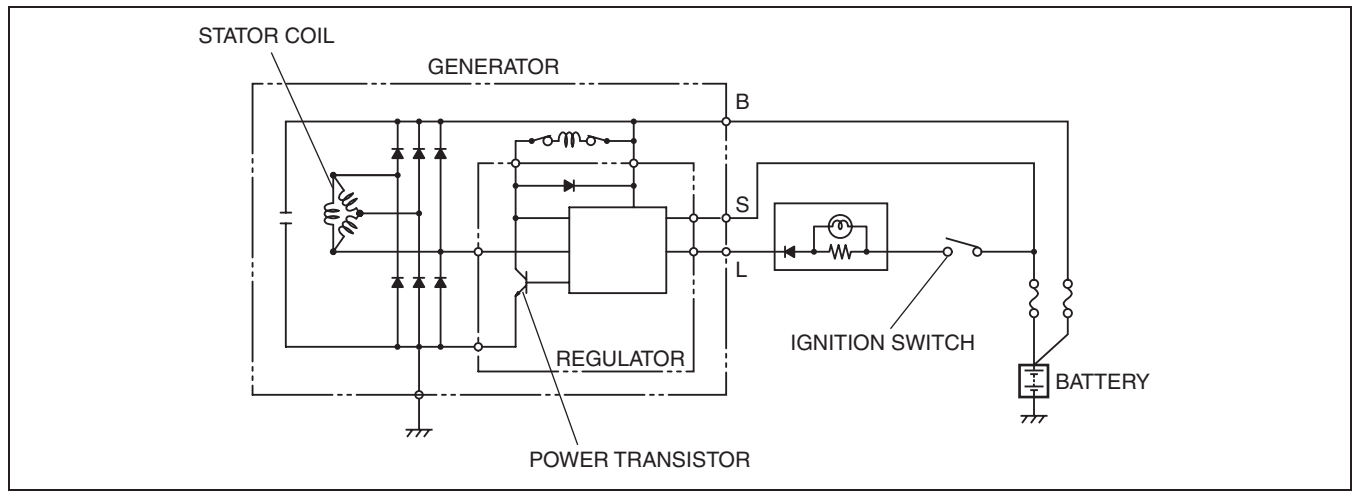 STATOR COIL
GENERATOR
B
S
L
REGULATOR
IGNITION SWITCH
BATTERY
POWER TRANSISTOR